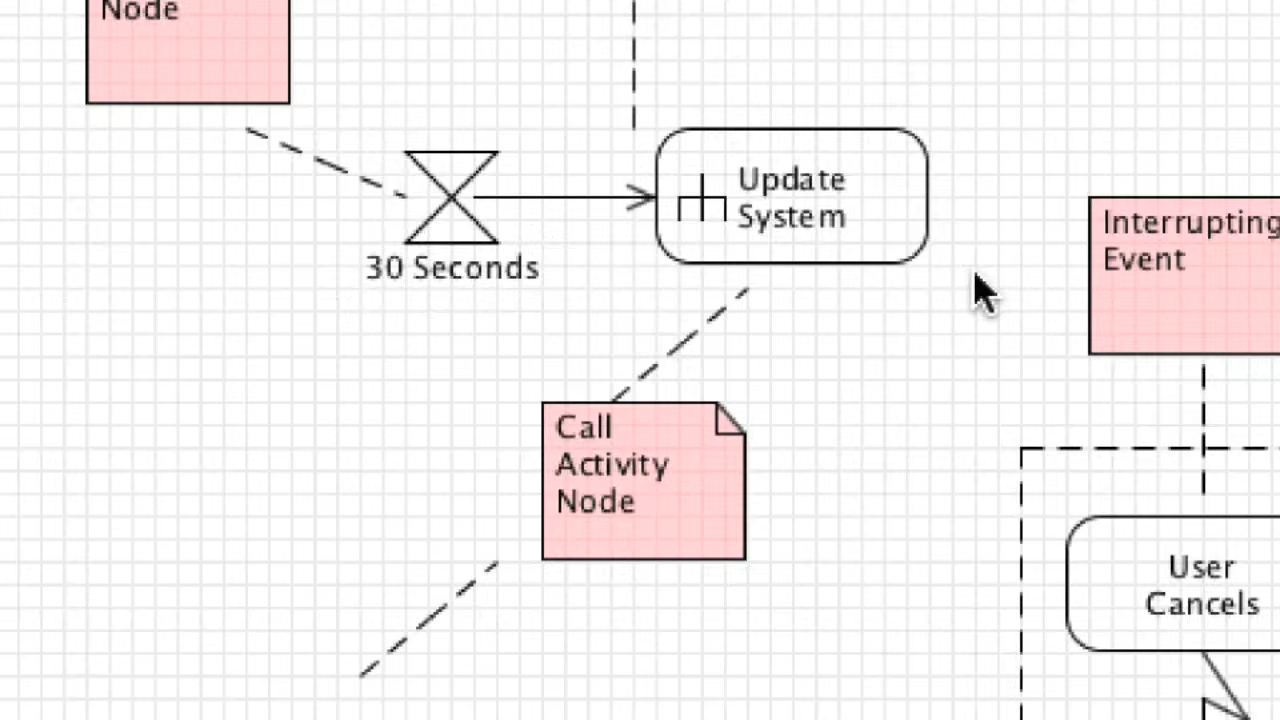 Node
Update
System
30 Seconds
Interrupting
Event
Call
Activity
Node
User
Cancels